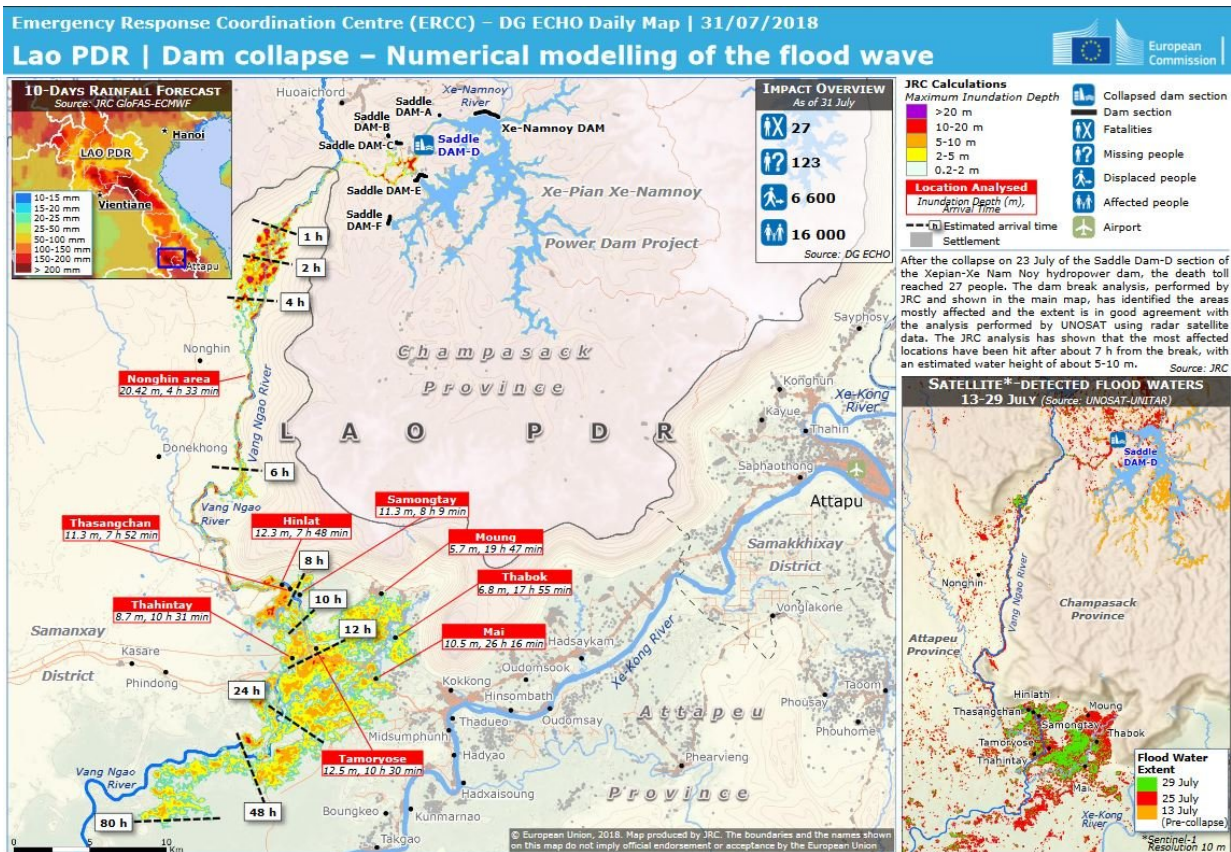 Emergency Response Coordination Centre (ERCC) – DG ECHO Daily Map | 31/07/2018
Lao PDR | Dam collapse – Numerical modelling of the flood wave
European
Commission
10-DAYS RAINFALL FORECAST
Source: JRC GloFAS-ECMWF
Hanoi
LAO PDR
Vientiane
10-15 mm
15-20 mm
20-25 mm
25-50 mm
50-100 mm
100-150 mm
150-200 mm
> 200 mm
Attapu
Huoaichord
Saddle
DAM-A
Xe-Namnoy
River
Saddle
DAM-B
Xe-Namnoy DAM
Saddle DAM-C
Saddle
DAM-D
Saddle DAM-E
Saddle
DAM-F
Xe-Pian Xe-Namnoy
Power Dam Project
IMPACT OVERVIEW
As of 31 July
27
123
6 600
16 000
Source: DG ECHO
1 h
2 h
4 h
Nonghin
Nonghin area
20.42 m, 4 h 33 min
Vang Ngao River
Champasack
Province
LAO PDR
Sayphosy
Konghun
Xe-Kong
River
Kayue
Thahin
Saphaothong
Attapu
Donekhong
6 h
Vang Ngao
River
Samongtay
11.3 m, 8 h 9 min
Thasangchan
11.3 m, 7 h 52 min
Hinlat
12.3 m, 7 h 48 min
Moung
5.7 m, 19 h 47 min
8 h
Thabok
6.8 m, 17 h 55 min
10 h
Thahintay
8.7 m, 10 h 31 min
12 h
Mai
10.5 m, 26 h 16 min
Samakkhixay
District
Vonglakone
Samanxay
District
Kasare
Phindong
Hadsaykam
Xe-Kong River
Oudomsook
Kokkong
Hinsombath
24 h
Thadueo
Oudomsay
Phousay
Taoom
Midsumphunh
Phouhome
Attapeu
Province
Hadyao
Phearvieng
Tamoryose
12.5 m, 10 h 30 min
Vang Ngao
River
Hadxaisoung
48 h
Boungkeo
Kunmarnao
80 h
Takgao
0
5
10
Km
© European Union, 2018. Map produced by JRC. The boundaries and the names shown
on this map do not imply official endorsement or acceptance by the European Union
JRC Calculations
Maximum Inundation Depth
>20 m
10-20 m
5-10 m
2-5 m
0.2-2 m
Location Analysed
Inundation Depth (m),
Arrival Time
h
Estimated arrival time
Settlement
Collapsed dam section
Dam section
Fatalities
Missing people
Displaced people
Affected people
Airport
After the collapse on 23 July of the Saddle Dam-D section of
the Xepian-Xe Nam Noy hydropower dam, the death toll
reached 27 people. The dam break analysis, performed by
JRC and shown in the main map, has identified the areas
mostly affected and the extent is in good agreement with
the analysis performed by UNOSAT using radar satellite
data. The JRC analysis has shown that the most affected
locations have been hit after about 7 h from the break, with
an estimated water height of about 5-10 m.
Source: JRC
SATELLITE*-DETECTED FLOOD WATERS
13-29 JULY (Source: UNOSAT-UNITAR)
Saddle
DAM-D
Nonghin
Vang Ngao River
Champasack
Province
Attapeu
Province
Hinlath
Thasangchan
Moung
Samongtay
Thabok
Tamoryose
Thahintay
Mai
Xe-Kong
River
Flood Water
Extent
29 July
25 July
13 July
(Pre-collapse)
*Sentinel-1
Resolution 10 m